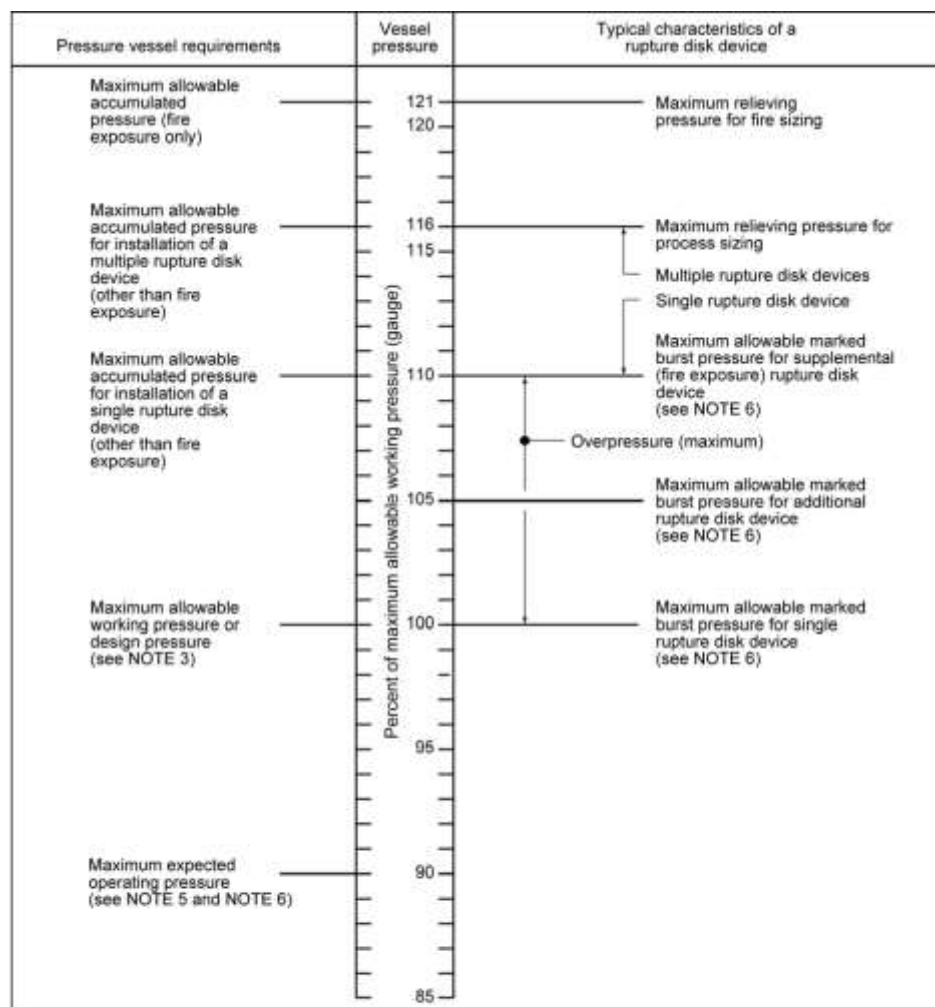 Pressure vessel requirements
Vessel
pressure
Typical characteristics of a
rupture disk device
Maximum allowable
accumulated
pressure (fire
exposure only)
Maximum allowable
accumulated pressure
for installation of a
multiple rupture disk
device
(other than fire
exposure)
Maximum allowable
accumulated pressure
for installation of a
single rupture disk
device
(other than fire
exposure)
Maximum allowable
working pressure or
design pressure
(see NOTE 3)
Maximum expected
operating pressure
(see NOTE 5 and NOTE 6)
Percent of maximum allowable working pressure (gauge)
121
120
116
115
110
105
100
95
90
85
Maximum relieving
pressure for fire sizing
Maximum relieving pressure for
process sizing
Multiple rupture disk devices
Single rupture disk device
Maximum allowable marked
burst pressure for supplemental
(fire exposure) rupture disk
device
(see NOTE 6)
Overpressure (maximum)
Maximum allowable marked
burst pressure for additional
rupture disk device
(see NOTE 6)
Maximum allowable marked
burst pressure for single
rupture disk device
(see NOTE 6)